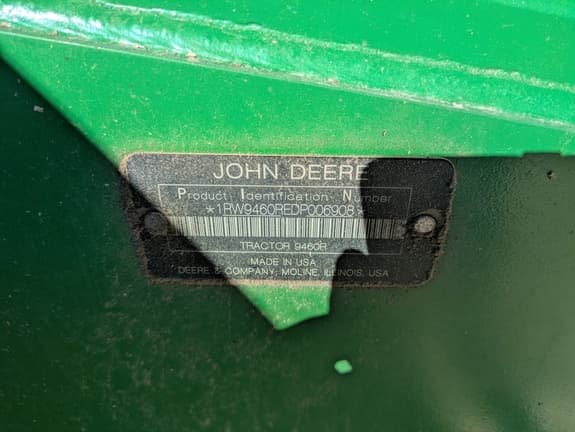 JOHN DEERE
Product Identification Number
*1RW9460REDP006908*
TRACTOR 9460R
MADE IN USA
DEERE & COMPANY, MOLINE, ILLINOIS, USA